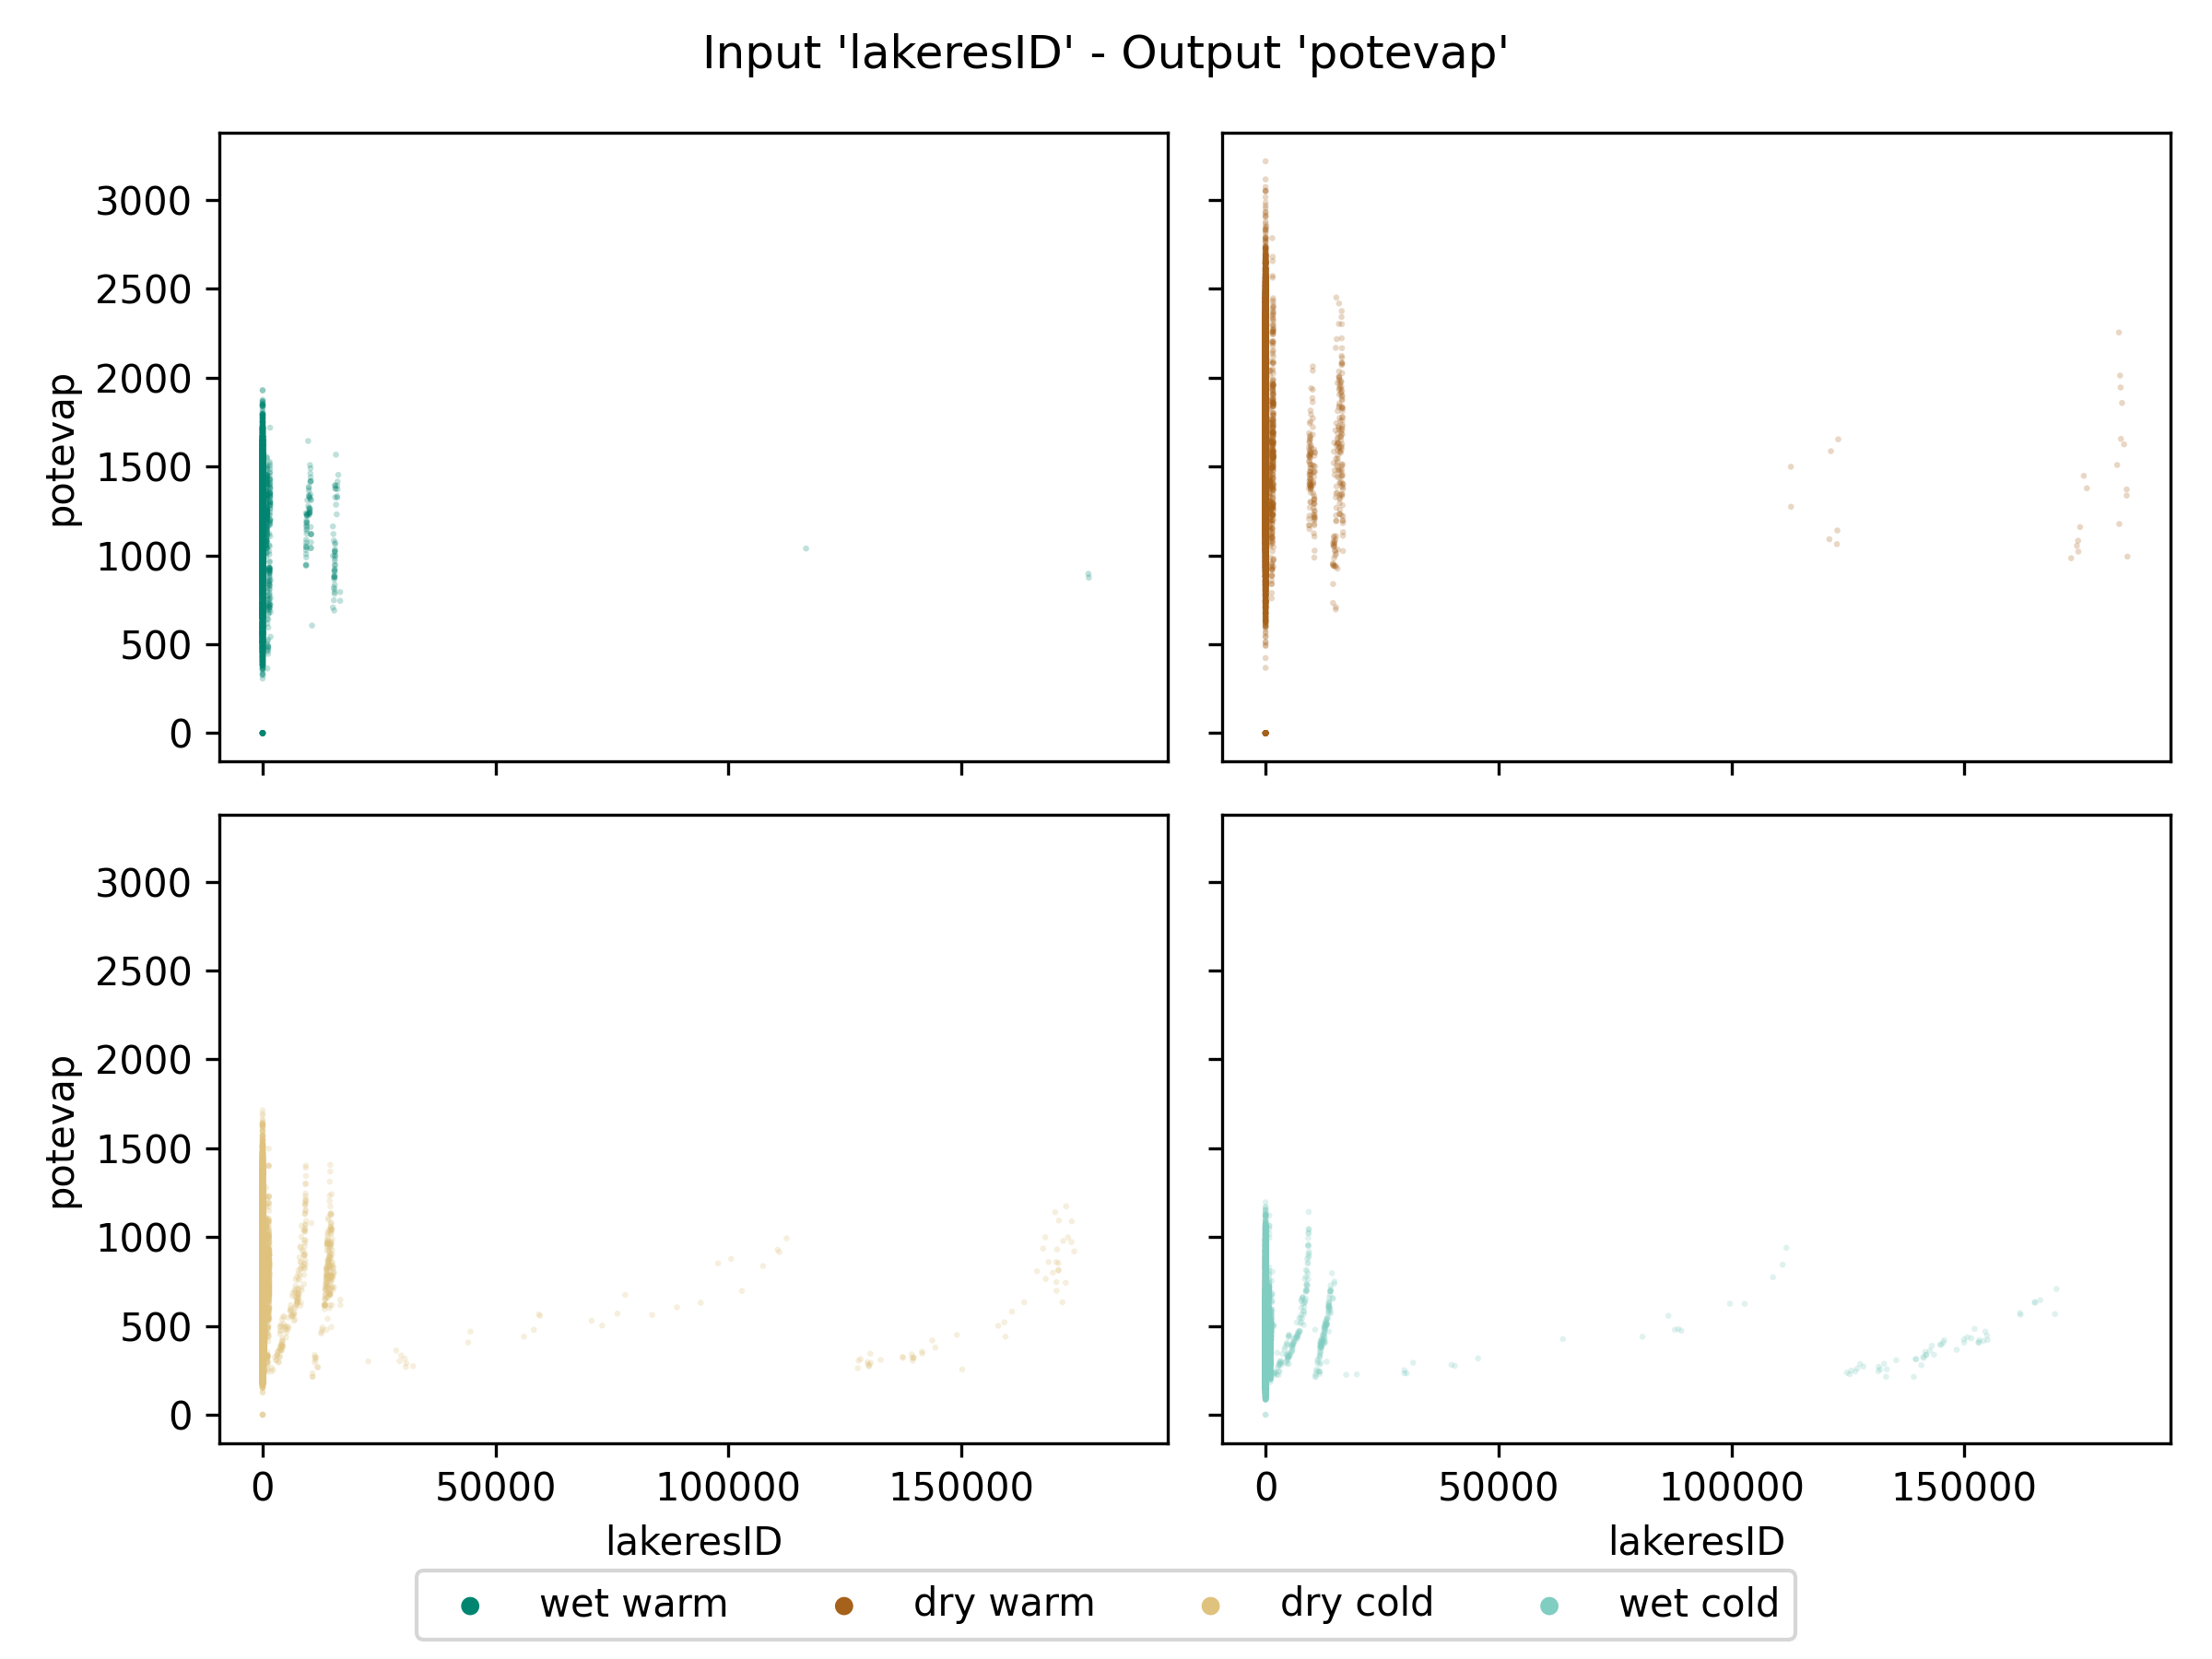 Input 'lakeresID' - Output 'potevap'
potevap
3000
2500
2000
1500
1000
500
0
potevap
3000
2500
2000
1500
1000
500
0
0 50000 100000 150000
0 50000 100000 150000
lakeresID
lakeresID
wet warm dry warm dry cold wet cold